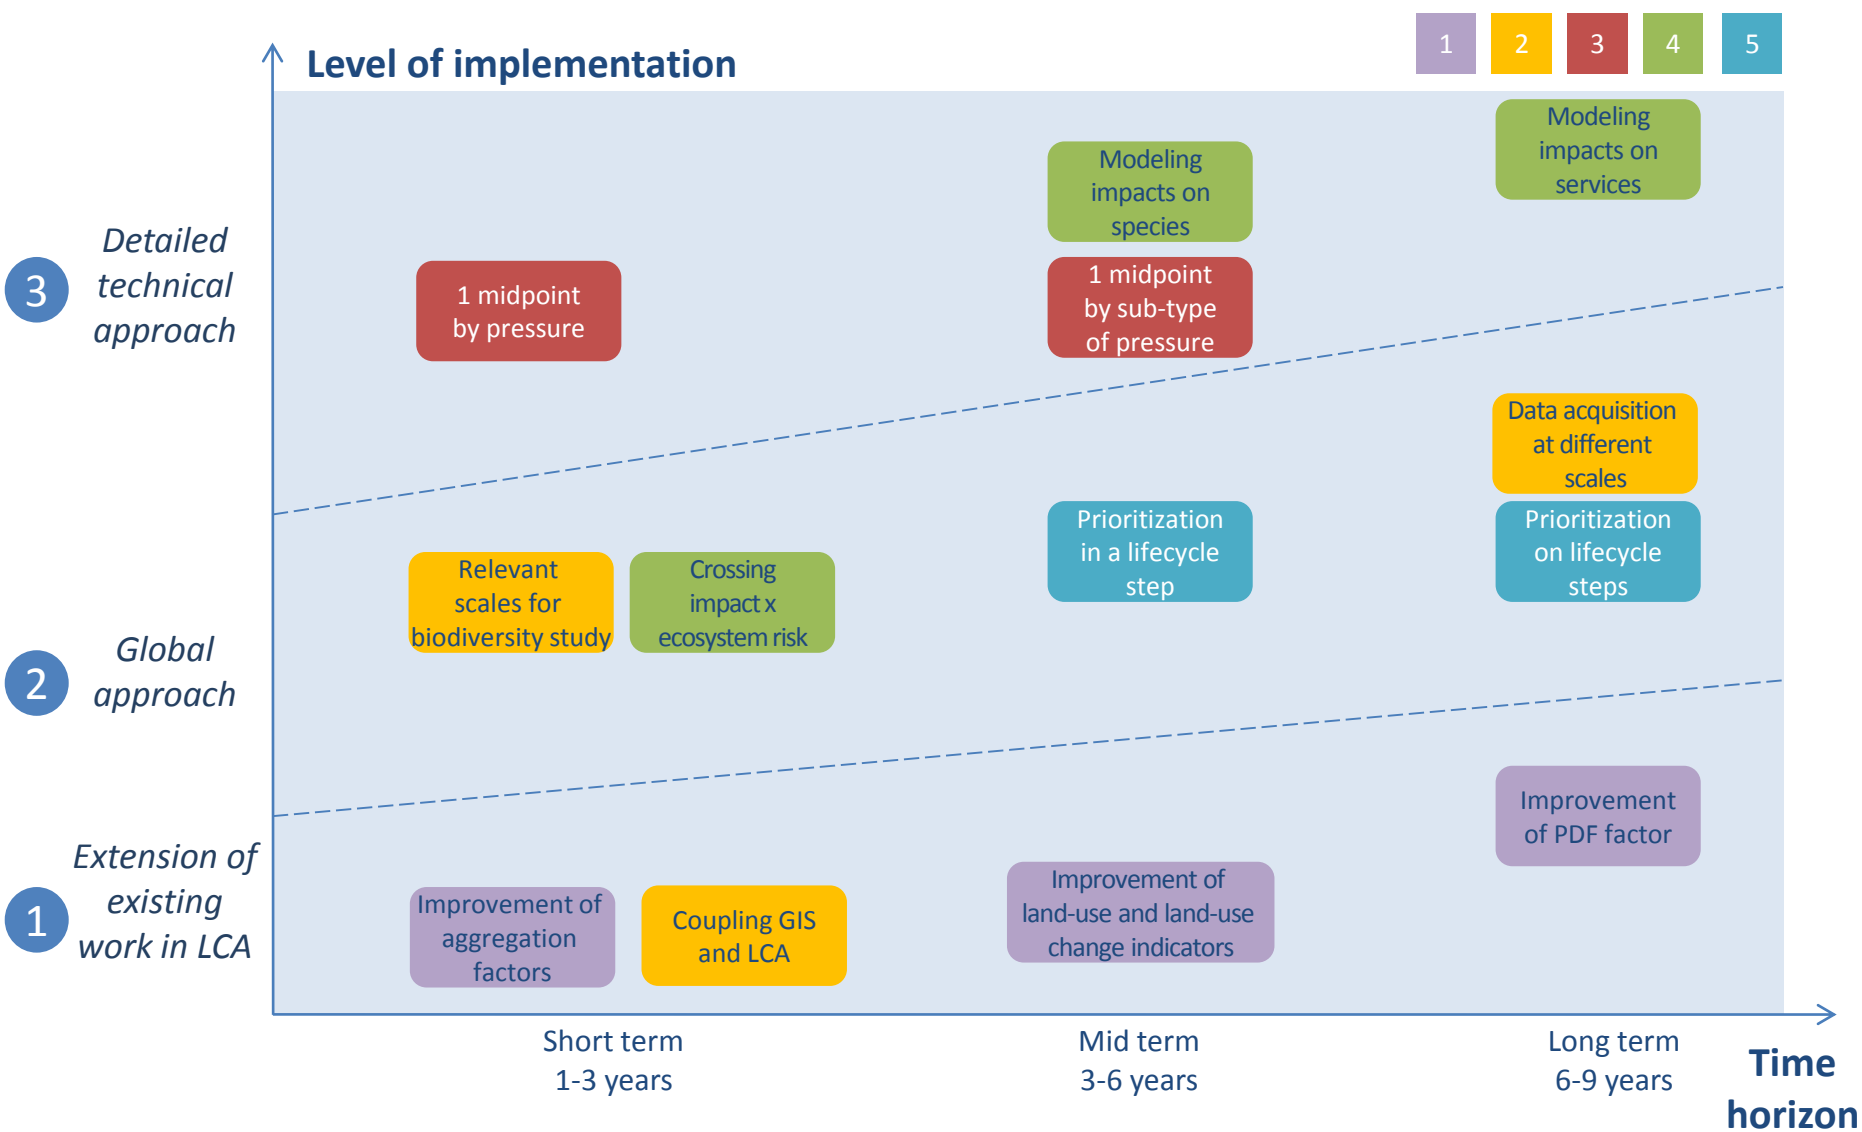 1 2 3 4 5
Level of implementation
Modeling
impacts on
services
Modeling
impacts on
species
3
Detailed
technical
approach
1 midpoint
by pressure
1 midpoint
by sub-type
of pressure
Data acquisition
at different
scales
Prioritization
in a lifecycle
step
Prioritization
on lifecycle
steps
Relevant
scales for
biodiversity study
Crossing
impact x
ecosystem risk
2
Global
approach
Improvement
of PDF factor
1
Extension of
existing
work in LCA
Improvement of
aggregation
factors
Coupling GIS
and LCA
Improvement of
land-use and land-use
change indicators
Short term
1-3 years
Mid term
3-6 years
Long term
6-9 years
Time
horizon